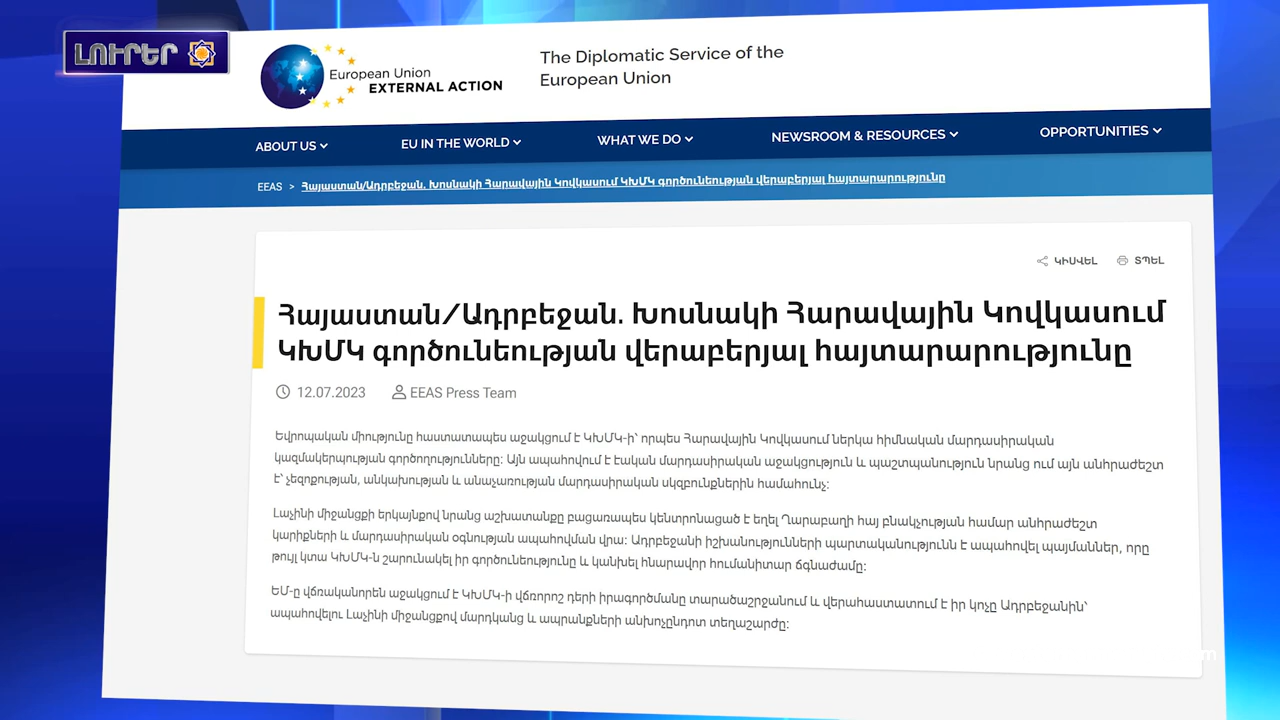 ԼՈՒՐԵՐ
European Union
EXTERNAL ACTION
The Diplomatic Service of the
European Union
ABOUT US
EU IN THE WORLD
WHAT WE DO
NEWSROOM & RESOURCES
OPPORTUNITIES
EEAS > Հայաստան/Ադրբեջան. Խոսնակի Հարավային Կովկասում ԿԽՄԿ գործունեության վերաբերյալ հայտարարությունը
ԿԻՍՎԵԼ
ՏՊԵԼ
Հայաստան/Ադրբեջան. Խոսնակի Հարավային Կովկասում
ԿԽՄԿ գործունեության վերաբերյալ հայտարարությունը
12.07.2023
EEAS Press Team
Եվրոպական միությունը հաստատապես աջակցում է ԿԽՄԿ-ի՝ որպես Հարավային Կովկասում ներկա հիմնական մարդասիրական
կազմակերպության գործողությունները: Այն ապահովում է էական մարդասիրական աջակցություն և պաշտպանություն նրանց ում այն անհրաժեշտ
է՝ չեզոքության, անկախության և անաչառության մարդասիրական սկզբունքներին համահունչ:
Լաչինի միջանցքի երկայնքով նրանց աշխատանքը բացառապես կենտրոնացած է եղել Ղարաբաղի հայ բնակչության համար անհրաժեշտ
կարիքների և մարդասիրական օգնության ապահովման վրա: Ադրբեջանի իշխանությունների պարտականությունն է ապահովել պայմաններ, որը
թույլ կտա ԿԽՄԿ-ն շարունակել իր գործունեությունը և կանխել հնարավոր հումանիտար ճգնաժամը:
ԵՄ-ը վճռականորեն աջակցում է ԿԽՄԿ-ի վճռորոշ դերի իրագործմանը տարածաշրջանում և վերահաստատում է իր կոչը Ադրբեջանին՝
ապահովելու Լաչինի միջանցքով մարդկանց և ապրանքների անխոչընդոտ տեղաշարժը: